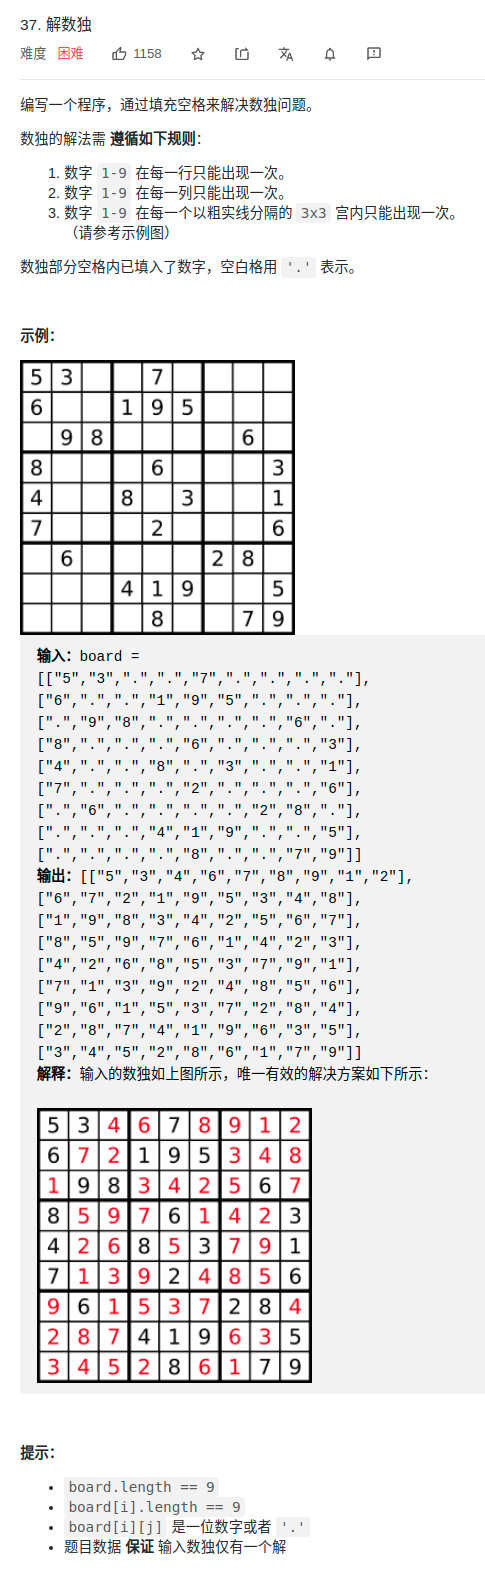 37. 解数独
难度 困难 1158
编写一个程序，通过填充空格来解决数独问题。
数独的解法需 遵循如下规则：
1. 数字 1-9 在每一行只能出现一次。
2. 数字 1-9 在每一列只能出现一次。
3. 数字 1-9 在每一个以粗实线分隔的 3x3 宫内只能出现一次。
（请参考示例图）
数独部分空格内已填入了数字，空白格用 '.' 表示。
示例：
5 3 7
6 1 9 5
9 8 6
8 6 3
4 8 3 1
7 2 6
6 2 8
4 1 9 5
8 7 9
输入：board =
[["5","3",".",".","7",".",".",".","."],
["6",".",".","1","9","5",".",".","."],
[".","9","8",".",".",".",".","6","."],
["8",".",".",".","6",".",".",".","3"],
["4",".",".","8",".","3",".",".","1"],
["7",".",".",".","2",".",".",".","6"],
[".","6",".",".",".",".","2","8","."],
[".",".",".","4","1","9",".",".","5"],
[".",".",".",".","8",".",".","7","9"]]
输出：[["5","3","4","6","7","8","9","1","2"],
["6","7","2","1","9","5","3","4","8"],
["1","9","8","3","4","2","5","6","7"],
["8","5","9","7","6","1","4","2","3"],
["4","2","6","8","5","3","7","9","1"],
["7","1","3","9","2","4","8","5","6"],
["9","6","1","5","3","7","2","8","4"],
["2","8","7","4","1","9","6","3","5"],
["3","4","5","2","8","6","1","7","9"]]
解释：输入的数独如上图所示，唯一有效的解决方案如下所示：
5 3 4 6 7 8 9 1 2
6 7 2 1 9 5 3 4 8
1 9 8 3 4 2 5 6 7
8 5 9 7 6 1 4 2 3
4 2 6 8 5 3 7 9 1
7 1 3 9 2 4 8 5 6
9 6 1 5 3 7 2 8 4
2 8 7 4 1 9 6 3 5
3 4 5 2 8 6 1 7 9
提示：
• board.length == 9
• board[i].length == 9
• board[i][j] 是一位数字或者 '.'
• 题目数据 保证 输入数独仅有一个解